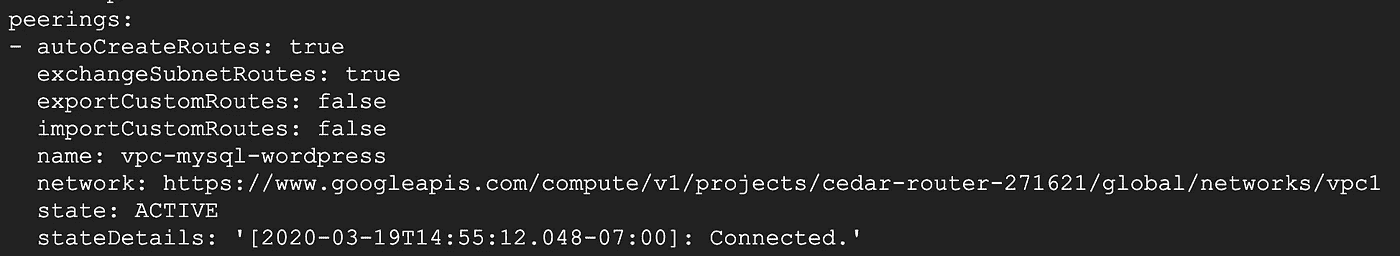 peerings:
- autoCreateRoutes: true
  exchangeSubnetRoutes: true
  exportCustomRoutes: false
  importCustomRoutes: false
  name: vpc-mysql-wordpress
  network: https://www.googleapis.com/compute/v1/projects/cedar-router-271621/global/networks/vpc1
  state: ACTIVE
  stateDetails: '[2020-03-19T14:55:12.048-07:00]: Connected.'